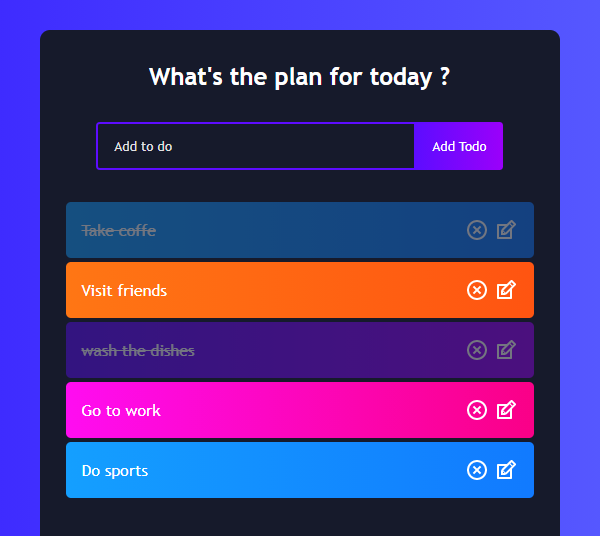 What's the plan for today ?
Add to do
Add Todo
Take coffe
Visit friends
wash the dishes
Go to work
Do sports